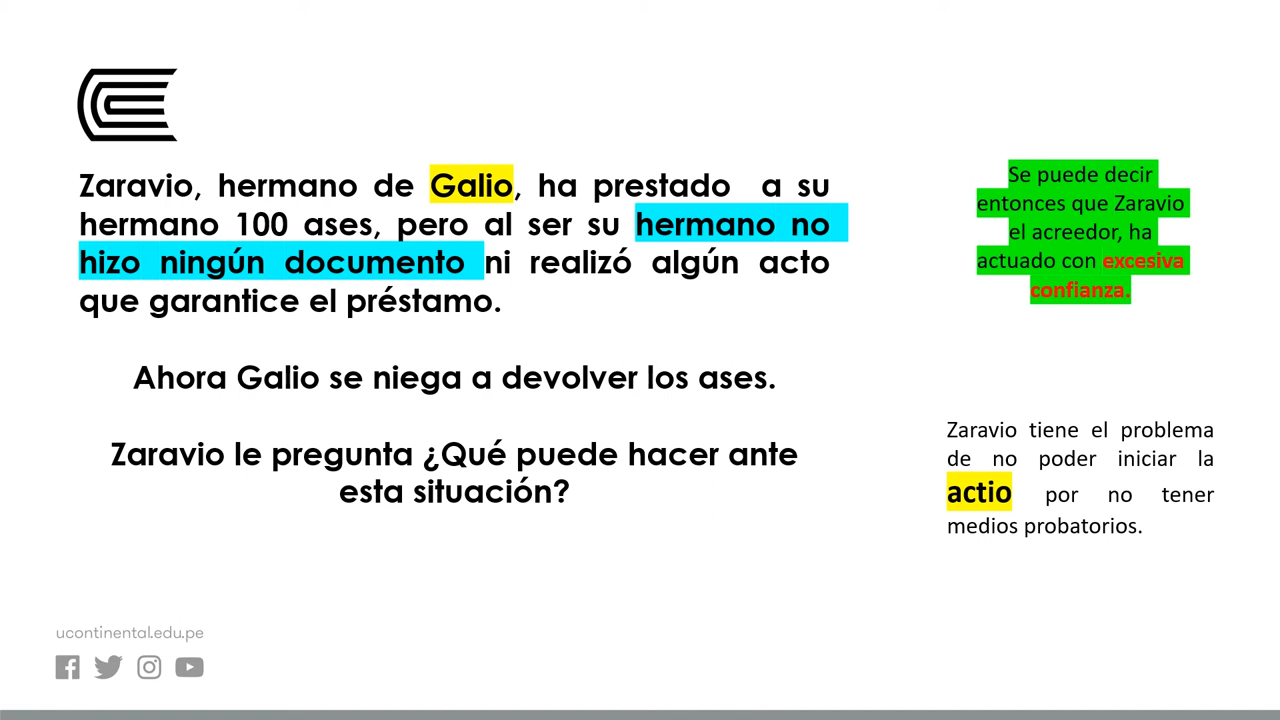 Zaravio, hermano de Galio, ha prestado a su
hermano 100 ases, pero al ser su hermano no
hizo ningún documento ni realizó algún acto
que garantice el préstamo.
Ahora Galio se niega a devolver los ases.
Zaravio le pregunta ¿Qué puede hacer ante
esta situación?
Se puede decir
entonces que Zaravio
el acreedor, ha
actuado con excesiva
confianza.
Zaravio tiene el problema
de no poder iniciar la
actio por no tener
medios probatorios.
ucontinental.edu.pe